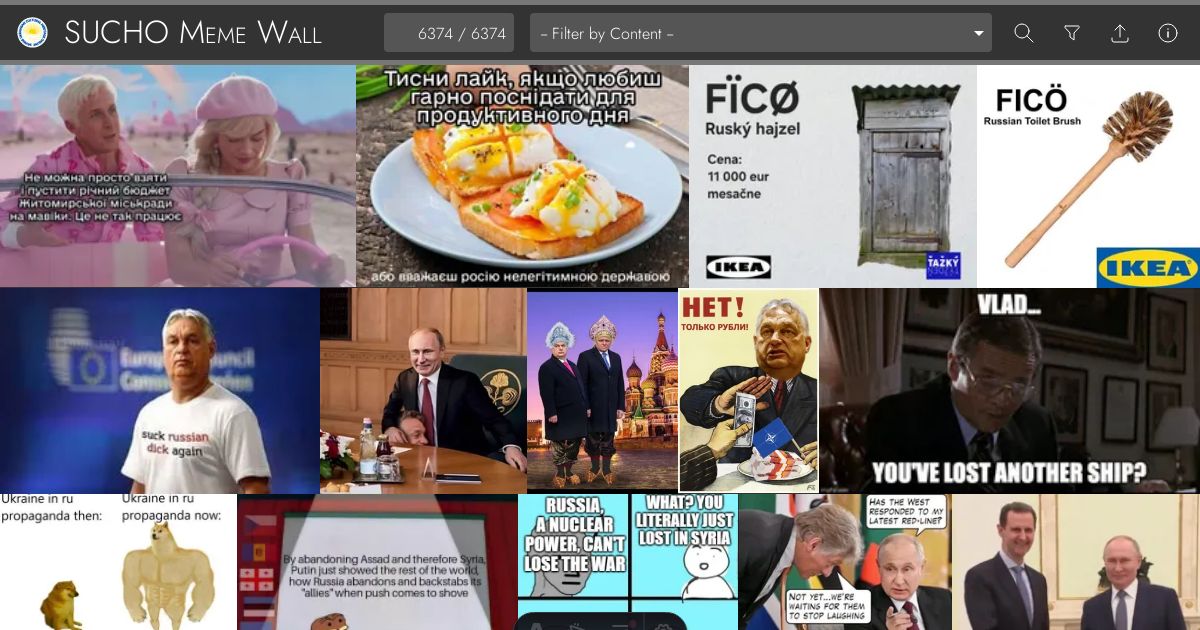 SUCHO Meme Wall
6374 / 6374
– Filter by Content –
Не можна просто взяти
і пустити річний бюджет
Житомирської міськради
на мавіки. Це не так працює
Тисни лайк, якщо любиш
гарно поснідати для
продуктивного дня
або вважаєш росію нелегітимною державою
FÏCØ
Ruský hajzel
Cena:
11 000 eur
mesačne
IKEA
ŤAŽKÝ
FICÖ
Russian Toilet Brush
IKEA
European Council
suck russian
dick again
НЕТ!
ТОЛЬКО РУБЛИ!
VLAD...
YOU'VE LOST ANOTHER SHIP?
Ukraine in ru
propaganda then:
Ukraine in ru
propaganda now:
By abandoning Assad and therefore Syria,
Putin just showed the rest of the world,
how Russia abandons and backstabs its
"allies" when push comes to shove
RUSSIA,
A NUCLEAR
POWER, CAN'T
LOSE THE WAR
WHAT? YOU
LITERALLY JUST
LOST IN SYRIA
Has the West
responded to my
latest red-line?
Not yet...we're
waiting for them
to stop laughing